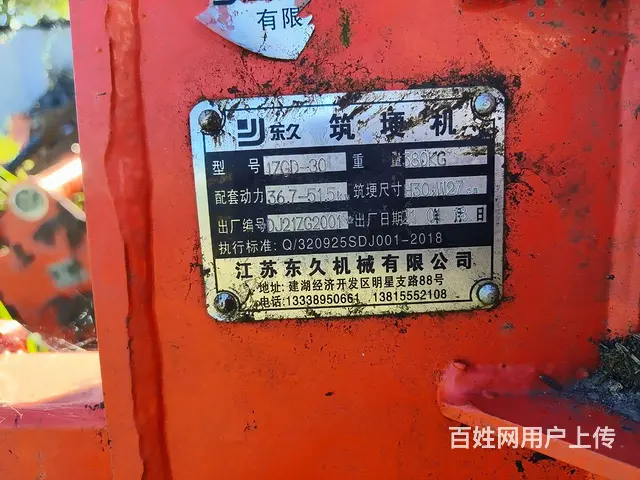 有限
东久 筑埂机
型号 1ZGD-30 重量 580KG
配套动力 36.7-51.5 筑埂尺寸 H30
出厂编号 DJ21ZG2001 出厂日期 年 月 日
执行标准: Q/320925SDJ001-2018
江苏东久机械有限公司
地址: 建湖经济开发区明星支路88号
电话: 13338950661 13815552108
百姓网用户上传